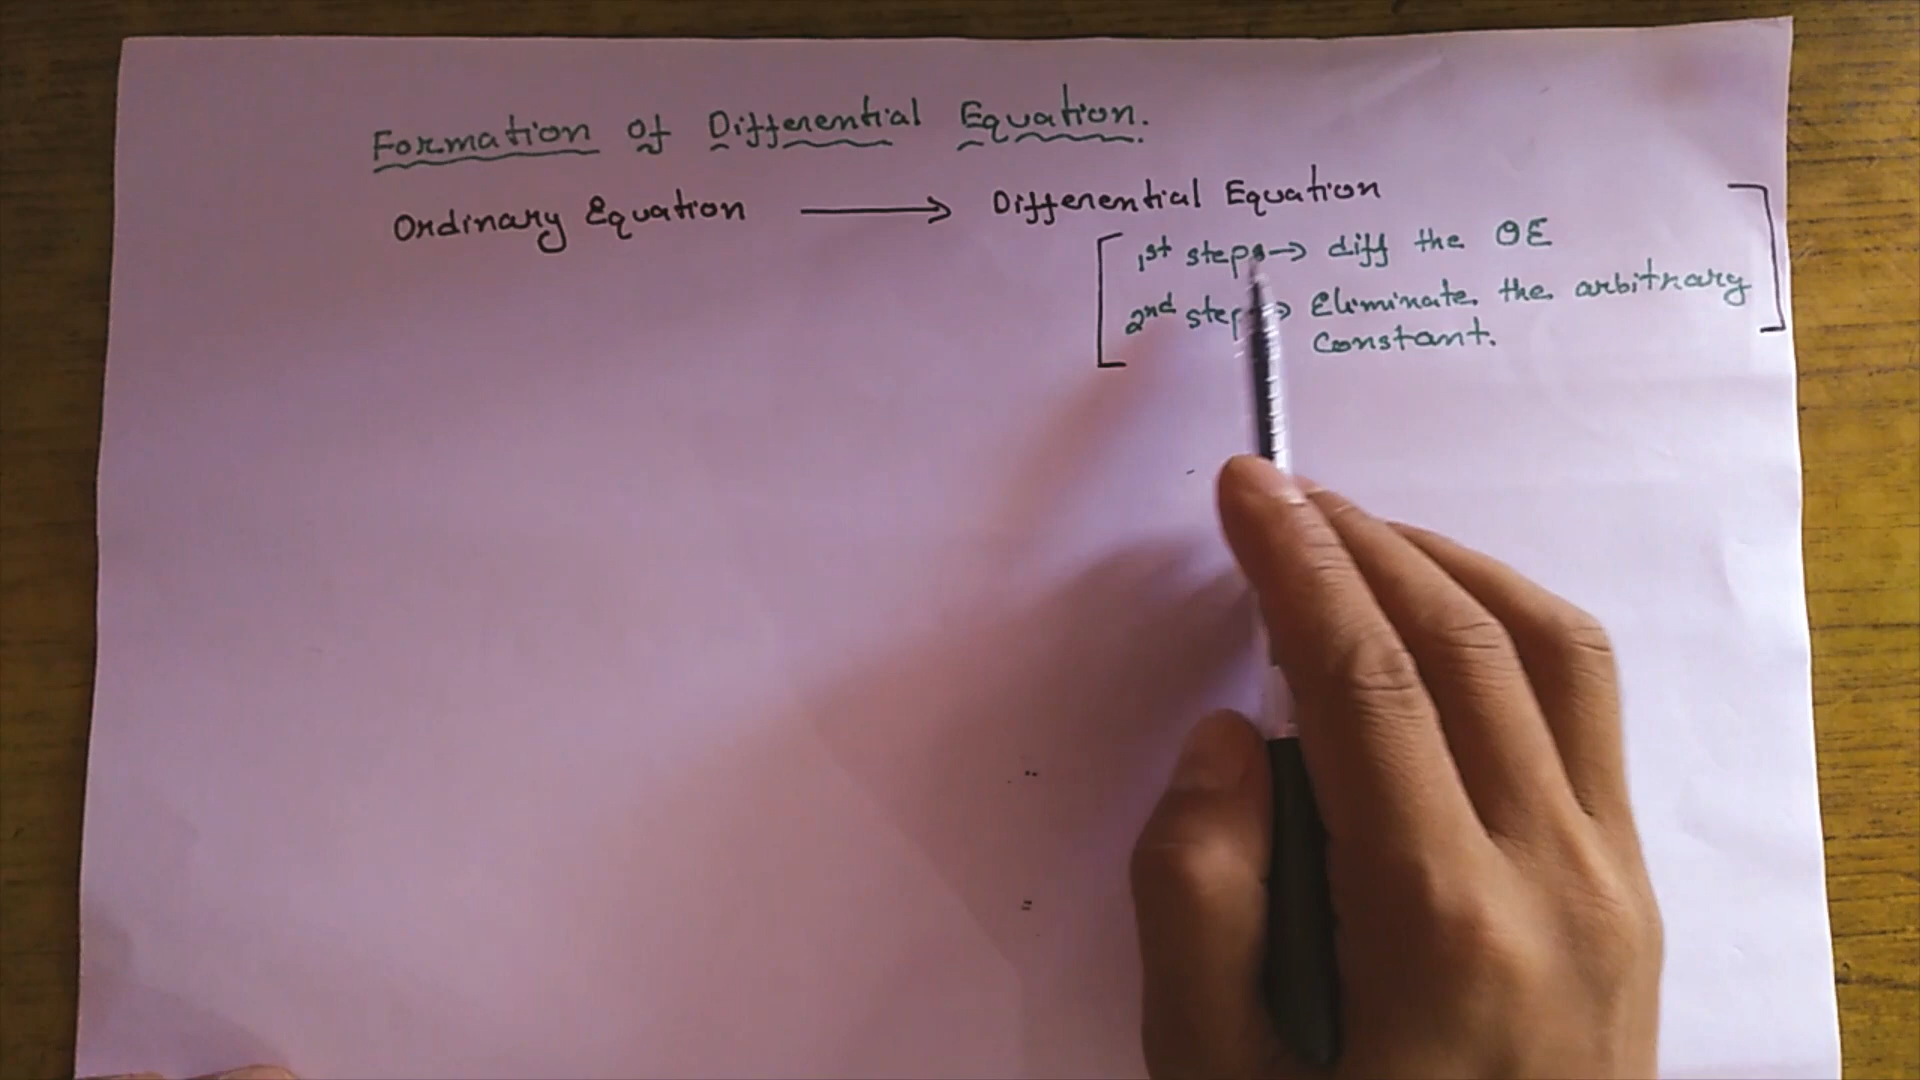 Formation of Differential Equation.
Ordinary Equation → Differential Equation
1st steps → diff the OE
2nd step → Eliminate the arbitrary
Constant.